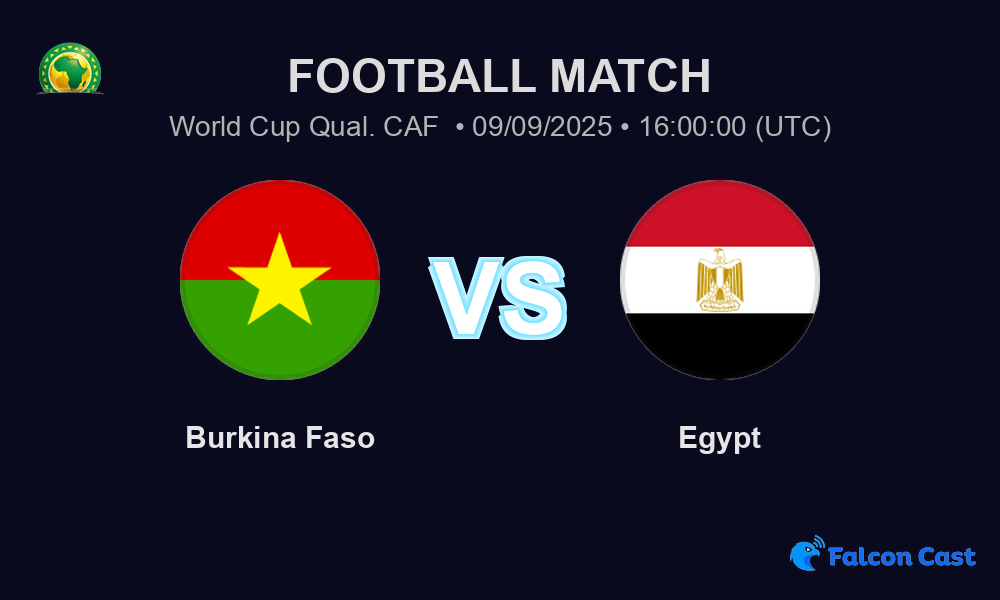 FOOTBALL MATCH
World Cup Qual. CAF • 09/09/2025 • 16:00:00 (UTC)
VS
Burkina Faso
Egypt
Falcon Cast